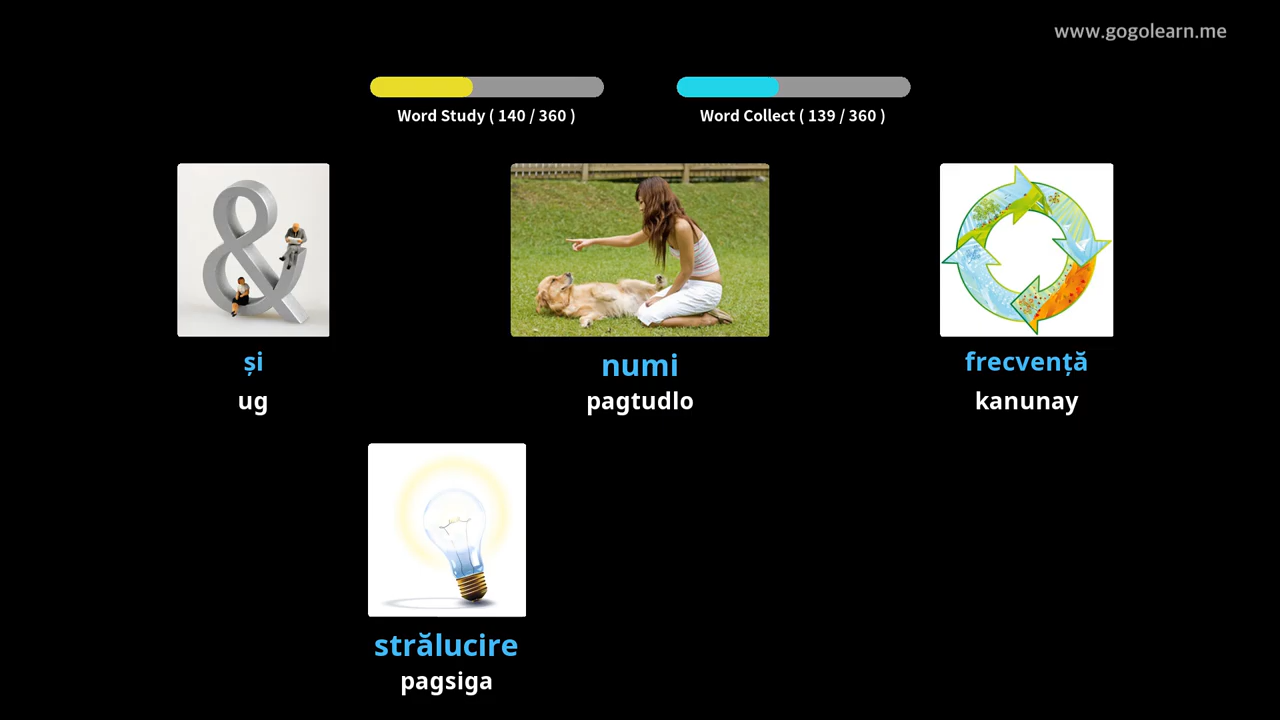 www.gogolearn.me
Word Study ( 140 / 360 )
Word Collect ( 139 / 360 )
&
și
ug
numi
pagtudlo
frecvență
kanunay
strălucire
pagsiga